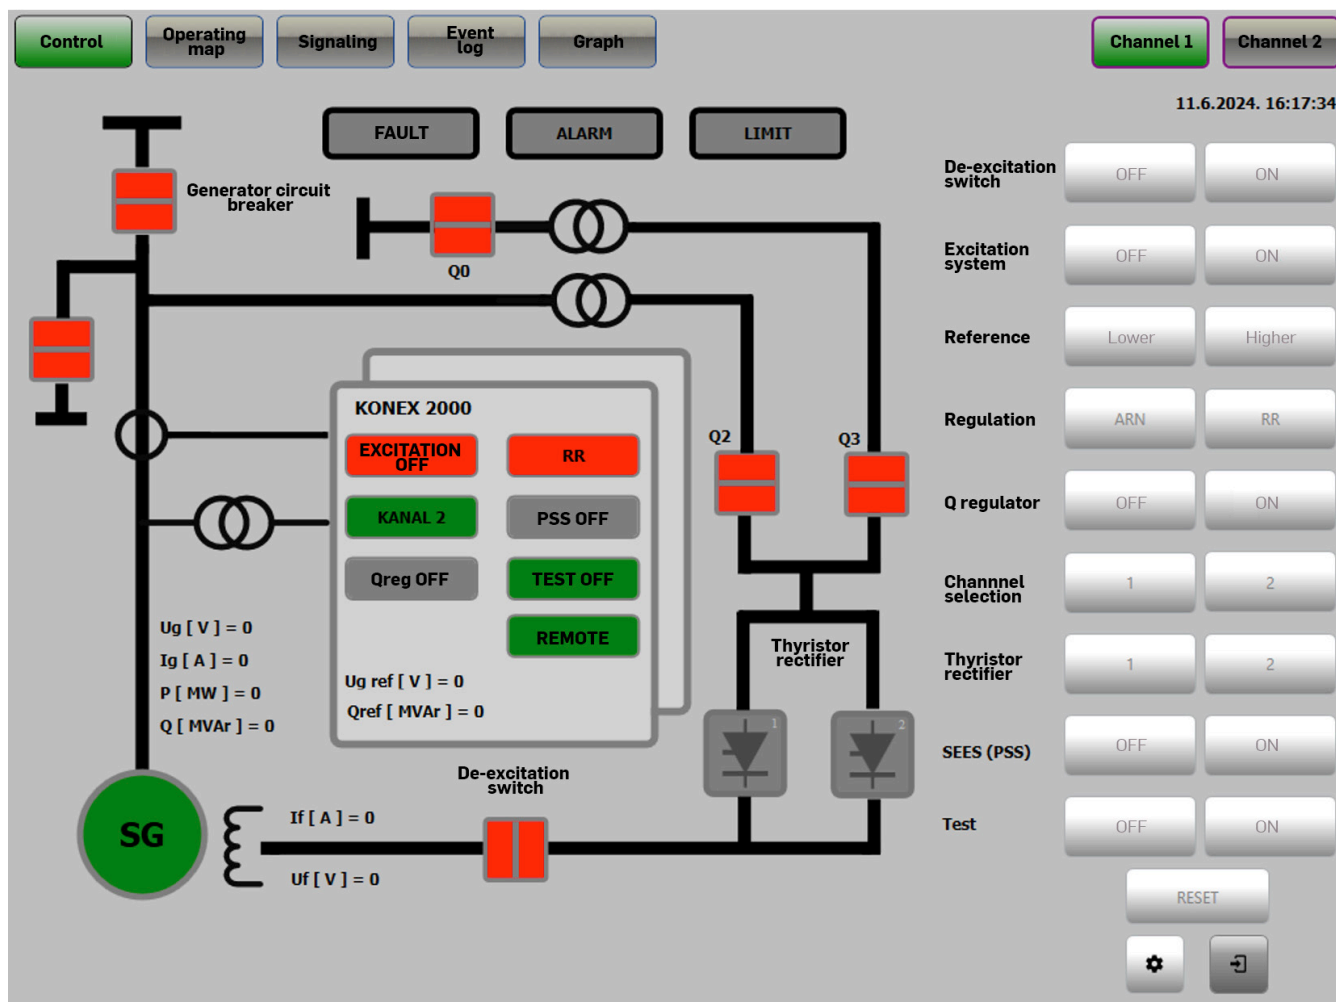 Control
Operating
map
Signaling
Event
log
Graph
Channel 1
Channel 2
11.6.2024. 16:17:34
FAULT
ALARM
LIMIT
Generator circuit
breaker
Q0
De-excitation
switch
OFF
ON
Excitation
system
OFF
ON
Reference
Lower
Higher
Regulation
ARN
RR
Q regulator
OFF
ON
Channnel
selection
1
2
Thyristor
rectifier
1
2
SEES (PSS)
OFF
ON
Test
OFF
ON
RESET
KONEX 2000
EXCITATION
OFF
RR
KANAL 2
PSS OFF
Qreg OFF
TEST OFF
REMOTE
Ug ref [ V ] = 0
Qref [ MVAr ] = 0
Q2
Q3
Thyristor
rectifier
1
2
Ug [ V ] = 0
Ig [ A ] = 0
P [ MW ] = 0
Q [ MVAr ] = 0
De-excitation
switch
SG
If [ A ] = 0
Uf [ V ] = 0